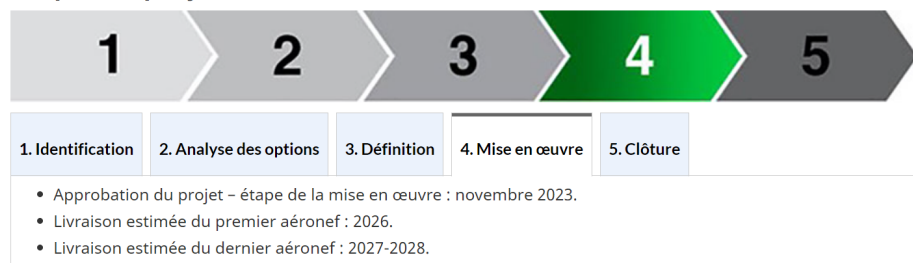 1 2 3 4 5
1. Identification 2. Analyse des options 3. Définition 4. Mise en œuvre 5. Clôture
• Approbation du projet – étape de la mise en œuvre : novembre 2023.
• Livraison estimée du premier aéronef : 2026.
• Livraison estimée du dernier aéronef : 2027-2028.